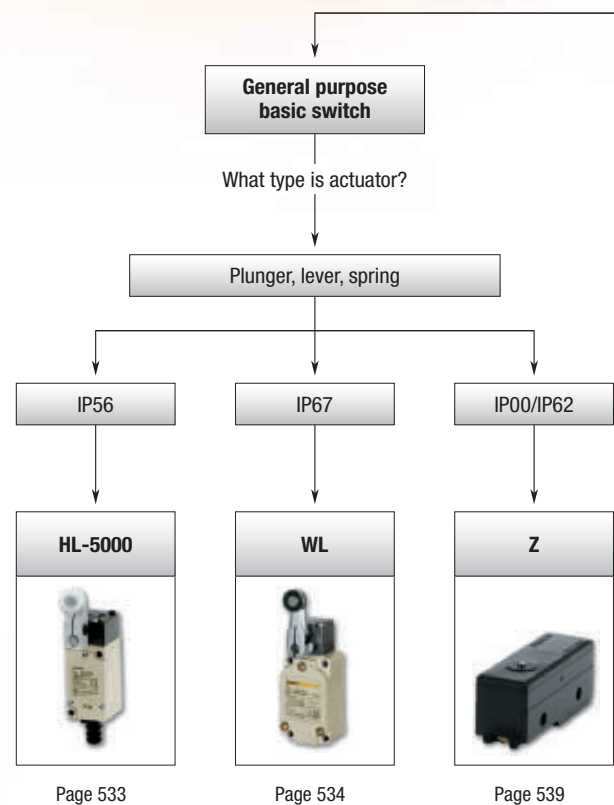 General purpose
basic switch
What type is actuator?
Plunger, lever, spring
IP56
IP67
IP00/IP62
HL-5000
WL
Z
Page 533
Page 534
Page 539